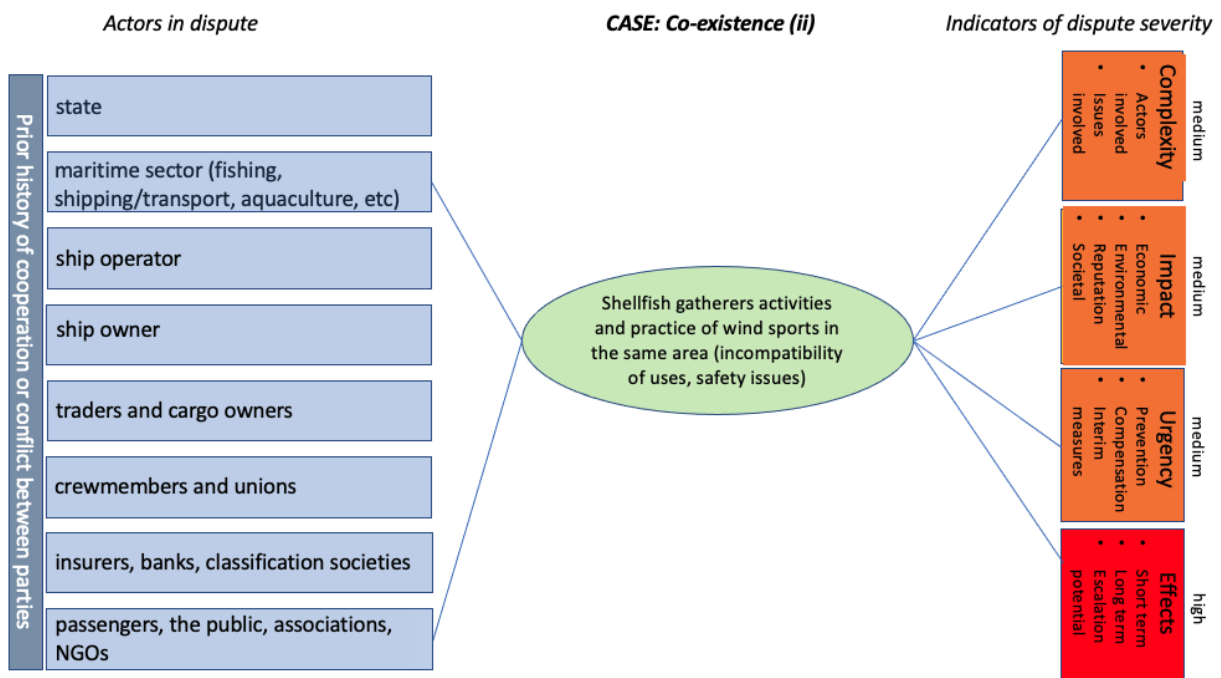 Actors in dispute
CASE: Co-existence (ii)
Indicators of dispute severity
Prior history of cooperation or conflict between parties
state
maritime sector (fishing,
shipping/transport, aquaculture, etc)
ship operator
ship owner
traders and cargo owners
crewmembers and unions
insurers, banks, classification societies
passengers, the public, associations,
NGOs
Shellfish gatherers activities
and practice of wind sports in
the same area (incompatibility
of uses, safety issues)
medium
Complexity
• Actors
involved
• Issues
involved
medium
Impact
• Economic
• Environmental
• Reputation
• Societal
medium
Urgency
• Prevention
• Compensation
• Interim
measures
high
Effects
• Short term
• Long term
• Escalation
potential